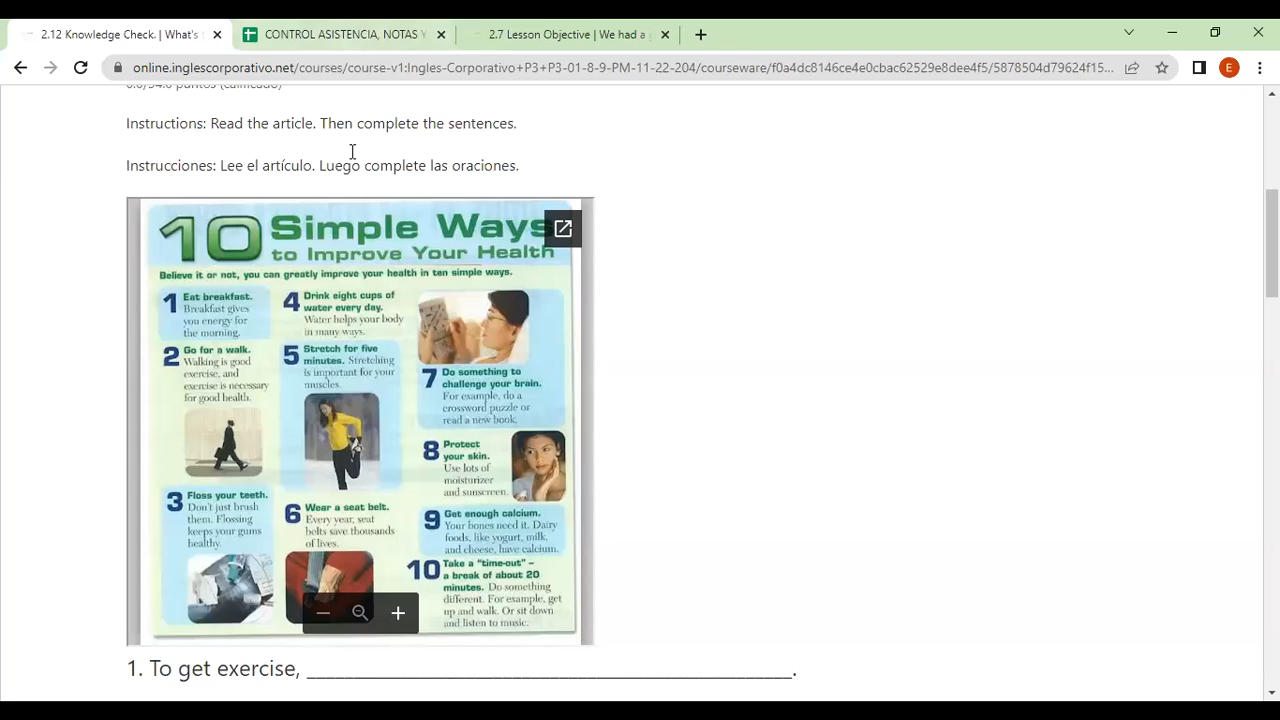 2.12 Knowledge Check. | What's
CONTROL ASISTENCIA, NOTAS Y
2.7 Lesson Objective | We had a
online.inglescorporativo.net/courses/course-v1:Ingles-Corporativo+P3+P3-01-8-9-PM-11-22-204/courseware/f0a4dc8146ce4e0cbac62529e8dee4f5/5878504d79624f15...
E
Instructions: Read the article. Then complete the sentences.
Instrucciones: Lee el artículo. Luego complete las oraciones.
10 Simple Ways
to Improve Your Health
Believe it or not, you can greatly improve your health in ten simple ways.
1 Eat breakfast.
Breakfast gives
you energy for
the morning.
2 Go for a walk.
Walking is good
exercise, and
exercise is necessary
for good health.
3 Floss your teeth.
Don't just brush
them. Flossing
keeps your gums
healthy.
4 Drink eight cups of
water every day.
Water helps your body
in many ways.
5 Stretch for five
minutes. Stretching
is important for your
muscles.
6 Wear a seat belt.
Every year, seat
belts save thousands
of lives.
7 Do something to
challenge your brain.
For example, do a
crossword puzzle or
read a new book.
8 Protect
your skin.
Use lots of
moisturizer
and sunscreen.
9 Get enough calcium.
Your bones need it. Dairy
foods, like yogurt, milk,
and cheese, have calcium.
10 Take a "time-out" –
a break of about 20
minutes. Do something
different. For example, get
up and walk. Or sit down
and listen to music.
1. To get exercise, ______________________________________________.